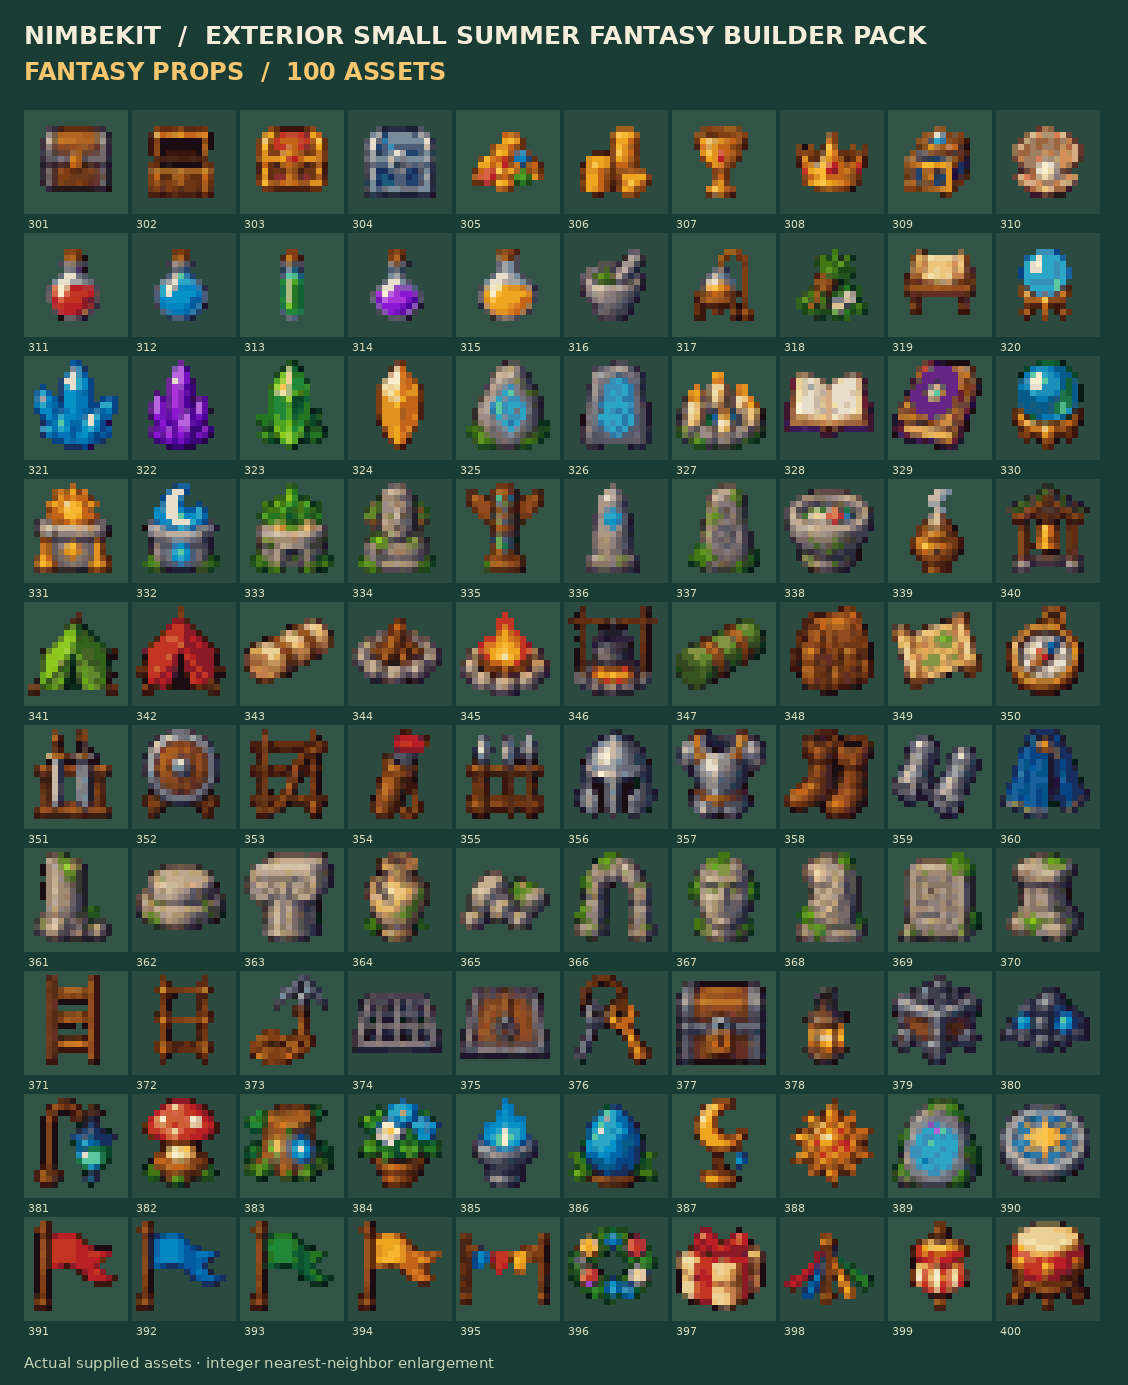 NIMBEKIT / EXTERIOR SMALL SUMMER FANTASY BUILDER PACK
FANTASY PROPS / 100 ASSETS
301 302 303 304 305 306 307 308 309 310
311 312 313 314 315 316 317 318 319 320
321 322 323 324 325 326 327 328 329 330
331 332 333 334 335 336 337 338 339 340
341 342 343 344 345 346 347 348 349 350
351 352 353 354 355 356 357 358 359 360
361 362 363 364 365 366 367 368 369 370
371 372 373 374 375 376 377 378 379 380
381 382 383 384 385 386 387 388 389 390
391 392 393 394 395 396 397 398 399 400
Actual supplied assets · integer nearest-neighbor enlargement